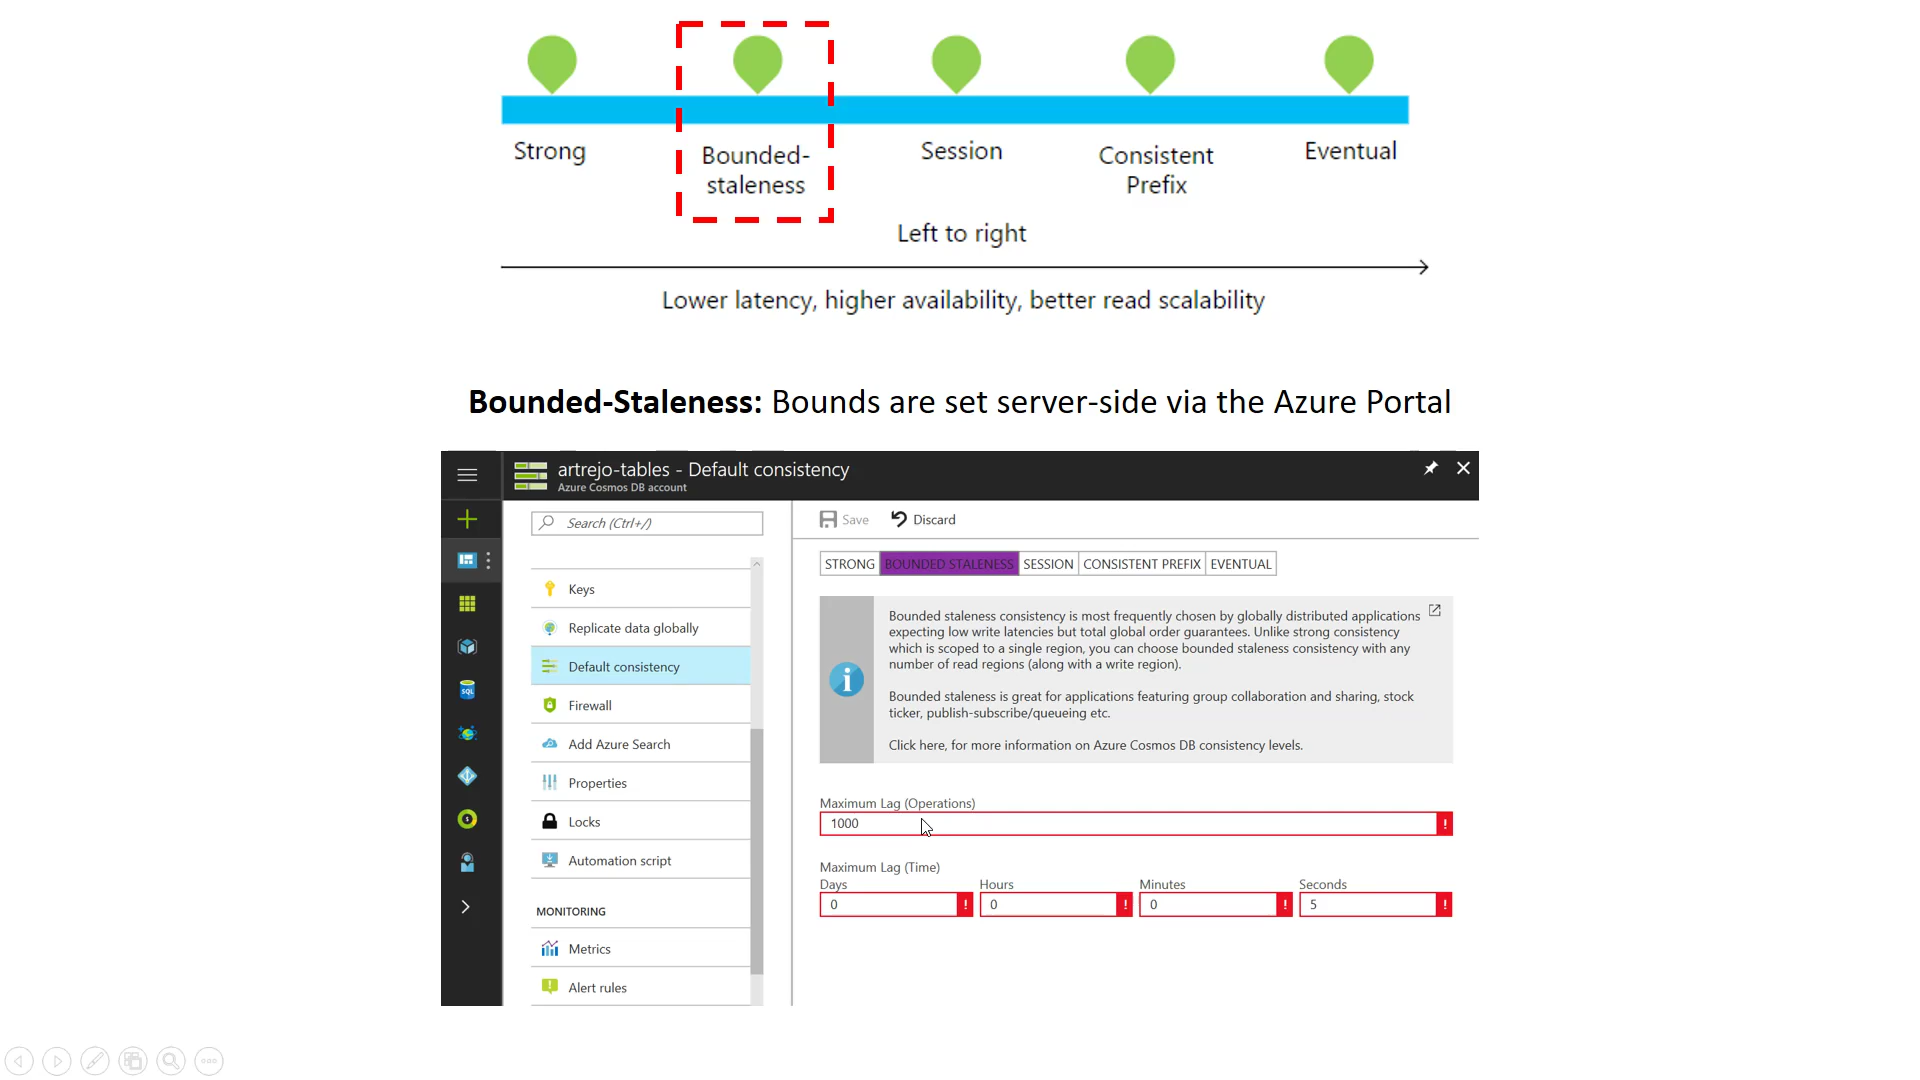 Strong
Bounded-
staleness
Session
Consistent
Prefix
Eventual
Left to right
Lower latency, higher availability, better read scalability
Bounded-Staleness: Bounds are set server-side via the Azure Portal
artrejo-tables - Default consistency
Azure Cosmos DB account
Search (Ctrl+/)
Keys
Replicate data globally
Default consistency
Firewall
Add Azure Search
Properties
Locks
Automation script
MONITORING
Metrics
Alert rules
Save
Discard
STRONG
BOUNDED STALENESS
SESSION
CONSISTENT PREFIX
EVENTUAL
Bounded staleness consistency is most frequently chosen by globally distributed applications
expecting low write latencies but total global order guarantees. Unlike strong consistency
which is scoped to a single region, you can choose bounded staleness consistency with any
number of read regions (along with a write region).
Bounded staleness is great for applications featuring group collaboration and sharing, stock
ticker, publish-subscribe/queueing etc.
Click here, for more information on Azure Cosmos DB consistency levels.
Maximum Lag (Operations)
1000
Maximum Lag (Time)
Days
Hours
Minutes
Seconds
0
0
0
5
SQL